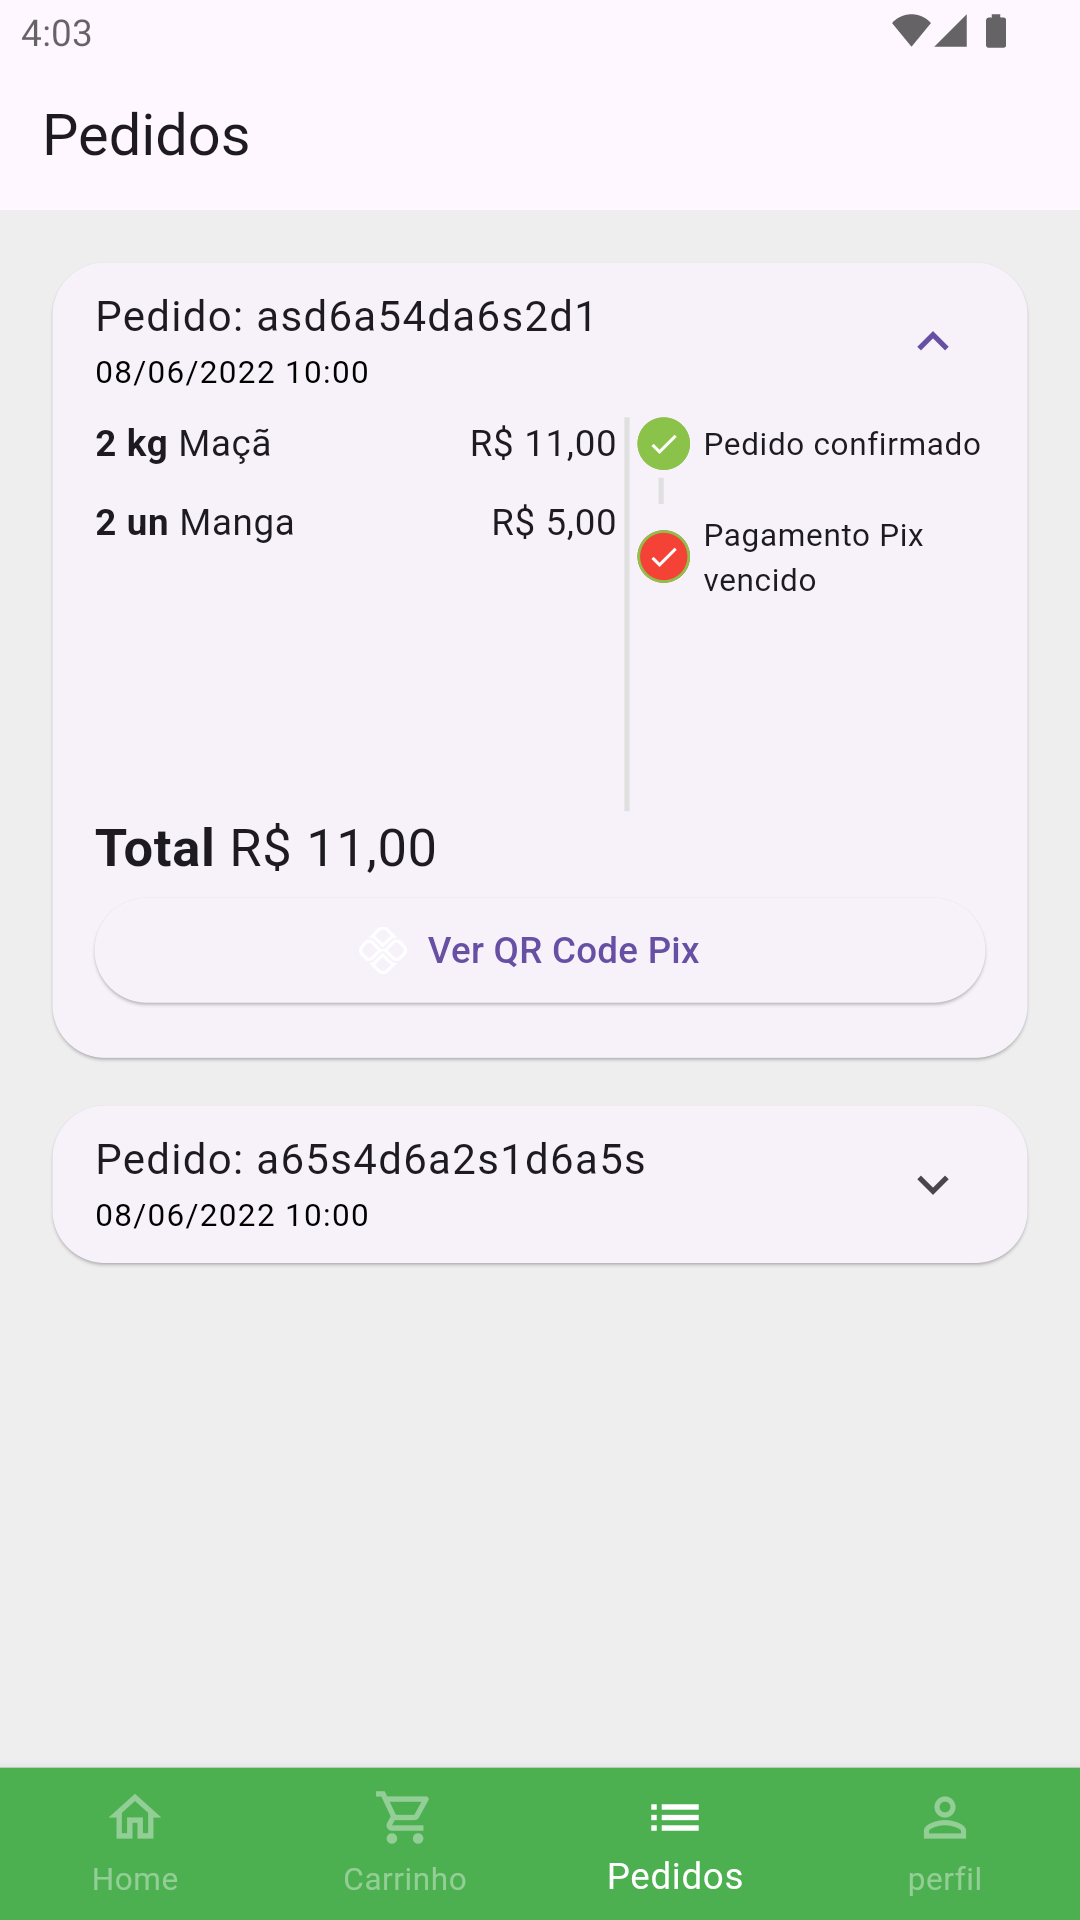 4:03
Pedidos
Pedido: asd6a54da6s2d1
08/06/2022 10:00
2 kg Maçã R$ 11,00
Pedido confirmado
2 un Manga R$ 5,00
Pagamento Pix
vencido
Total R$ 11,00
Ver QR Code Pix
Pedido: a65s4d6a2s1d6a5s
08/06/2022 10:00
Home Carrinho Pedidos perfil